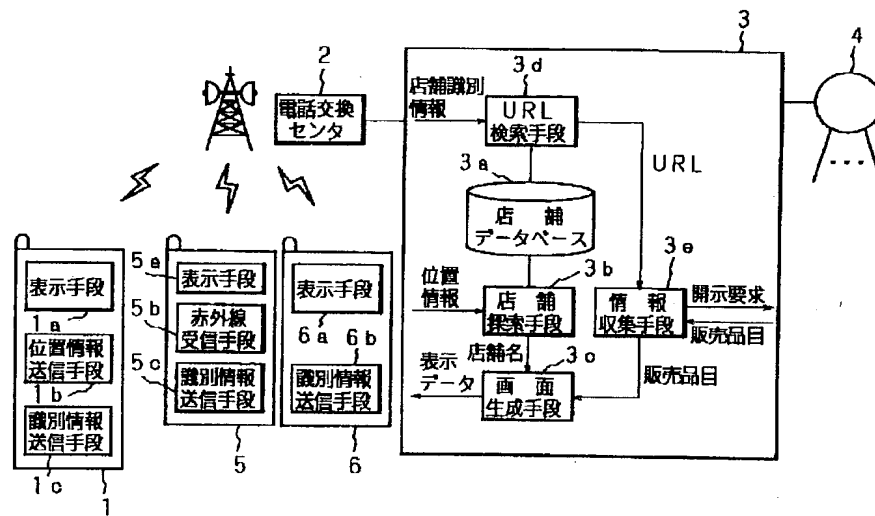 3
4
2
電話交換
センタ
店舗識別
情報
3d
URL
検索手段
3a
URL
店舗
データベース
位置
情報
3b
店舗
探索手段
3e
情報
収集手段
開示要求
販売品目
店舗名
3c
表示
データ
画面
生成手段
販売品目
表示手段
1a
位置情報
送信手段
1b
識別情報
送信手段
1c
1
5a
表示手段
5b
赤外線
受信手段
5c
識別情報
送信手段
5
表示手段
6a
6b
識別情報
送信手段
6